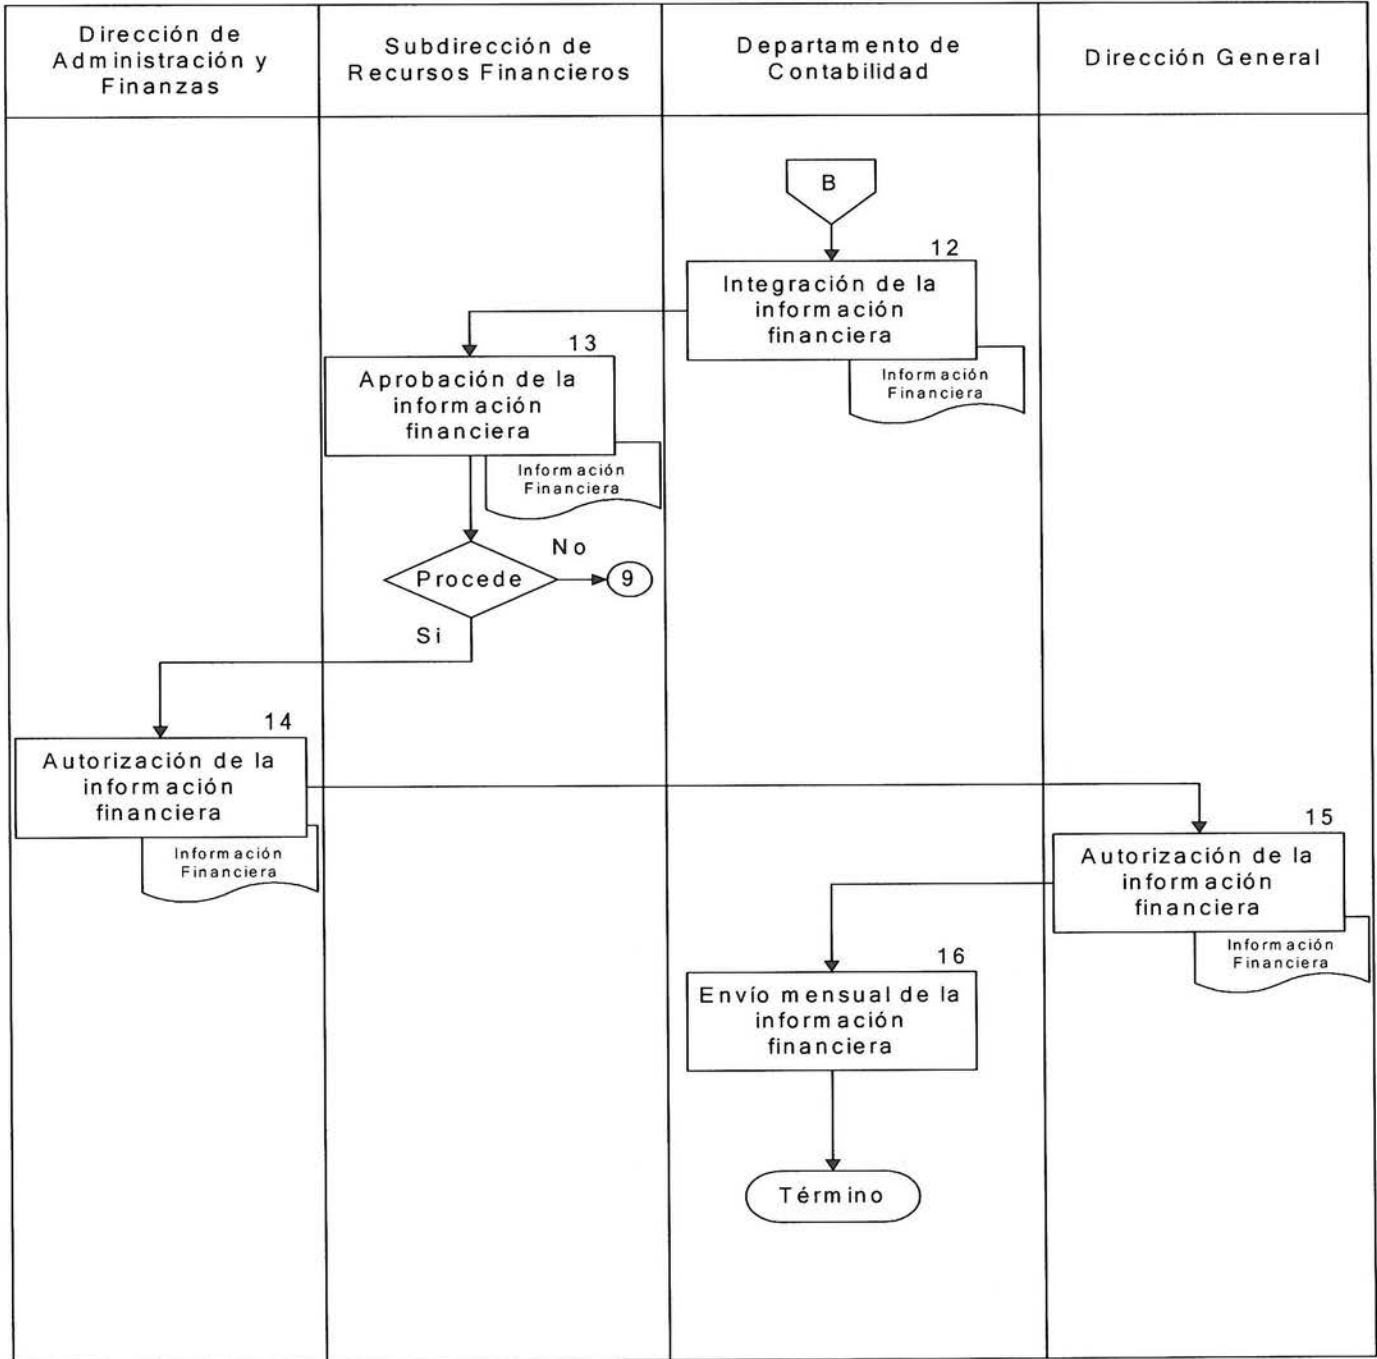 Dirección de
Administración y
Finanzas
Subdirección de
Recursos Financieros
Departamento de
Contabilidad
Dirección General
B
12
Integración de la
información
financiera
Información
Financiera
13
Aprobación de la
información
financiera
Información
Financiera
No
Procede
9
Si
14
Autorización de la
información
financiera
Información
Financiera
15
Autorización de la
información
financiera
Información
Financiera
16
Envío mensual de la
información
financiera
Término